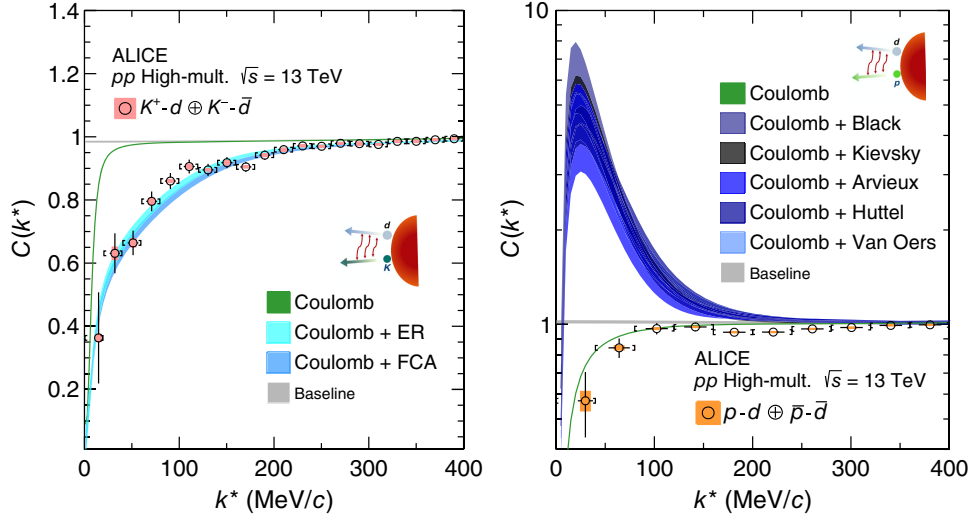 1.4
1.2
1
0.8
0.6
0.4
0.2
C(k*)
ALICE
pp High-mult. √s = 13 TeV
K⁺-d ⊕ K⁻-d̅
d
K
Coulomb
Coulomb + ER
Coulomb + FCA
Baseline
0 100 200 300 400
k* (MeV/c)
10
1
C(k*)
d
p
Coulomb
Coulomb + Black
Coulomb + Kievsky
Coulomb + Arvieux
Coulomb + Huttel
Coulomb + Van Oers
Baseline
ALICE
pp High-mult. √s = 13 TeV
p-d ⊕ p̅-d̅
0 100 200 300 400
k* (MeV/c)